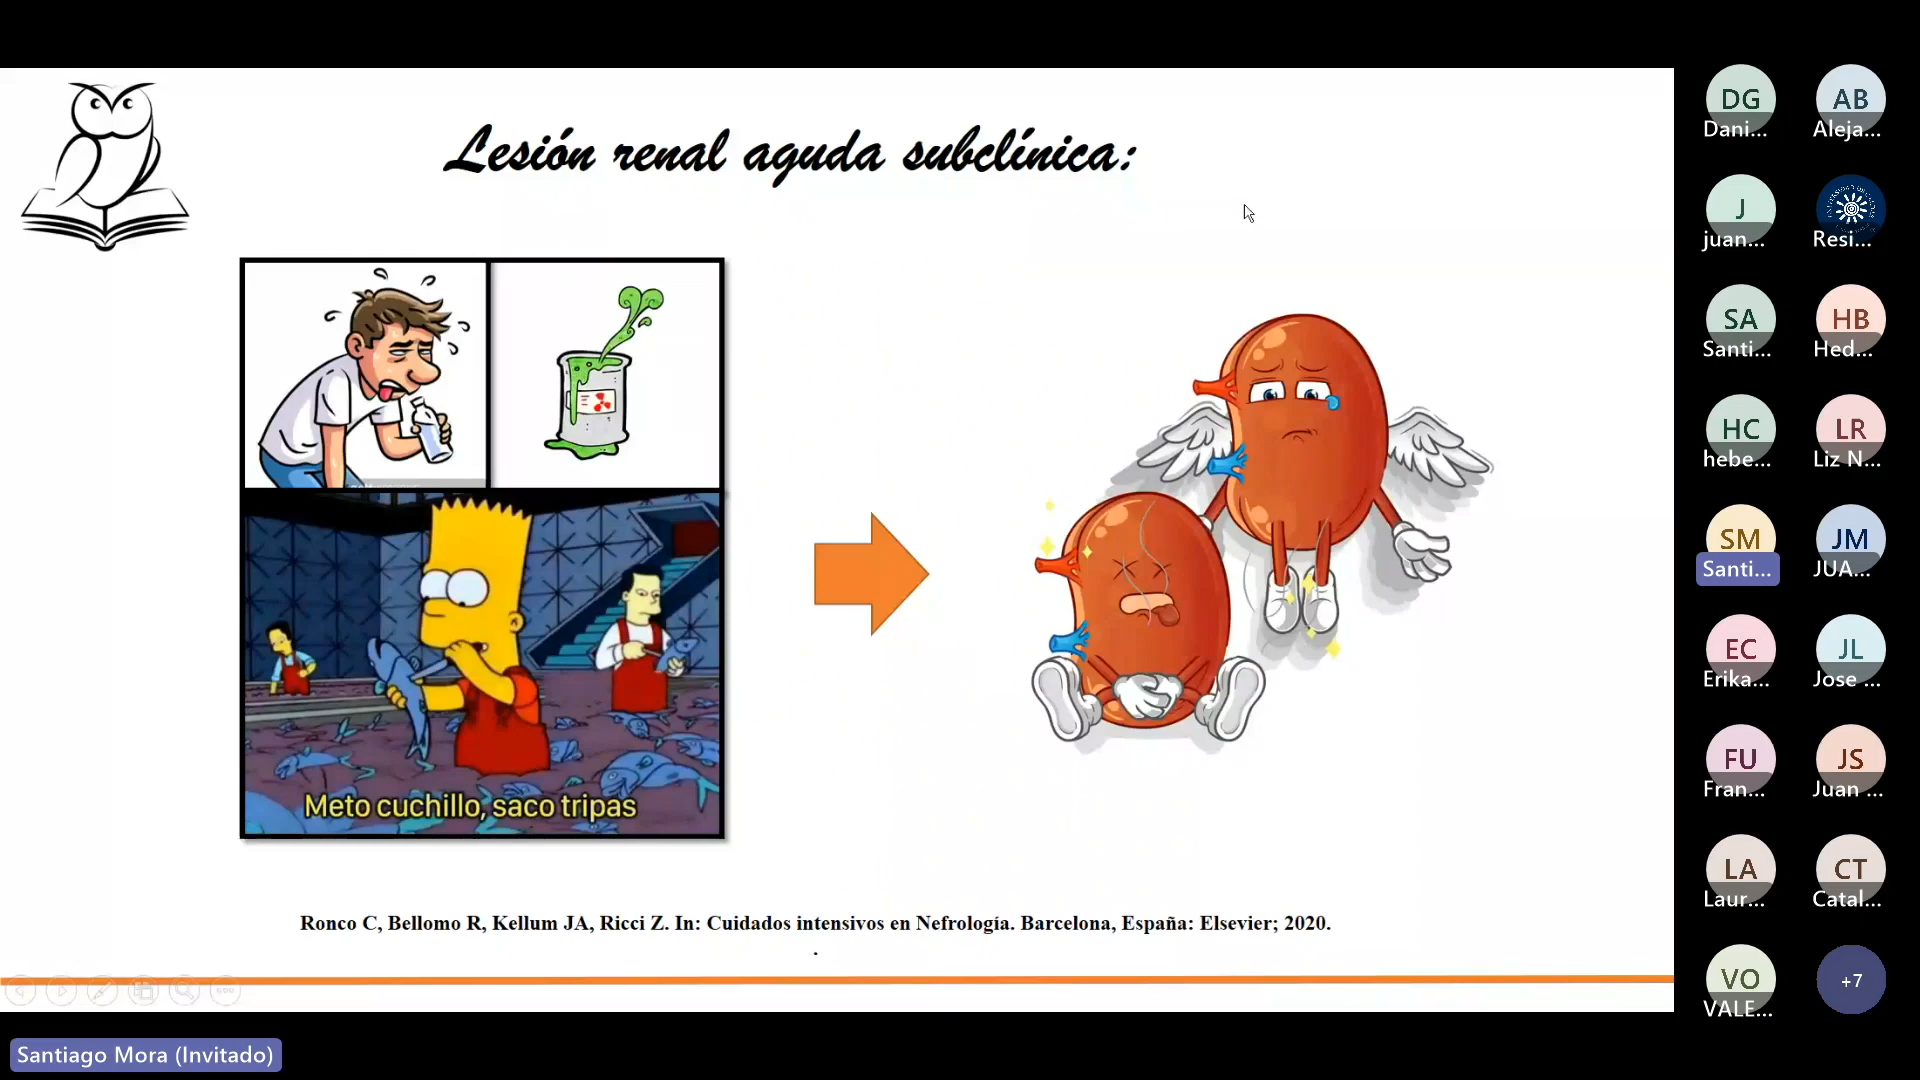 Lesión renal aguda subclínica:
Meto cuchillo, saco tripas
Ronco C, Bellomo R, Kellum JA, Ricci Z. In: Cuidados intensivos en Nefrología. Barcelona, España: Elsevier; 2020.
.
DG
Dani...
AB
Aleja...
J
juan...
Resi...
SA
Santi...
HB
Hed...
HC
hebe...
LR
Liz N...
SM
Santi...
JM
JUA...
EC
Erika...
JL
Jose ...
FU
Fran...
JS
Juan ...
LA
Laur...
CT
Catal...
VO
VALE...
+7
Santiago Mora (Invitado)